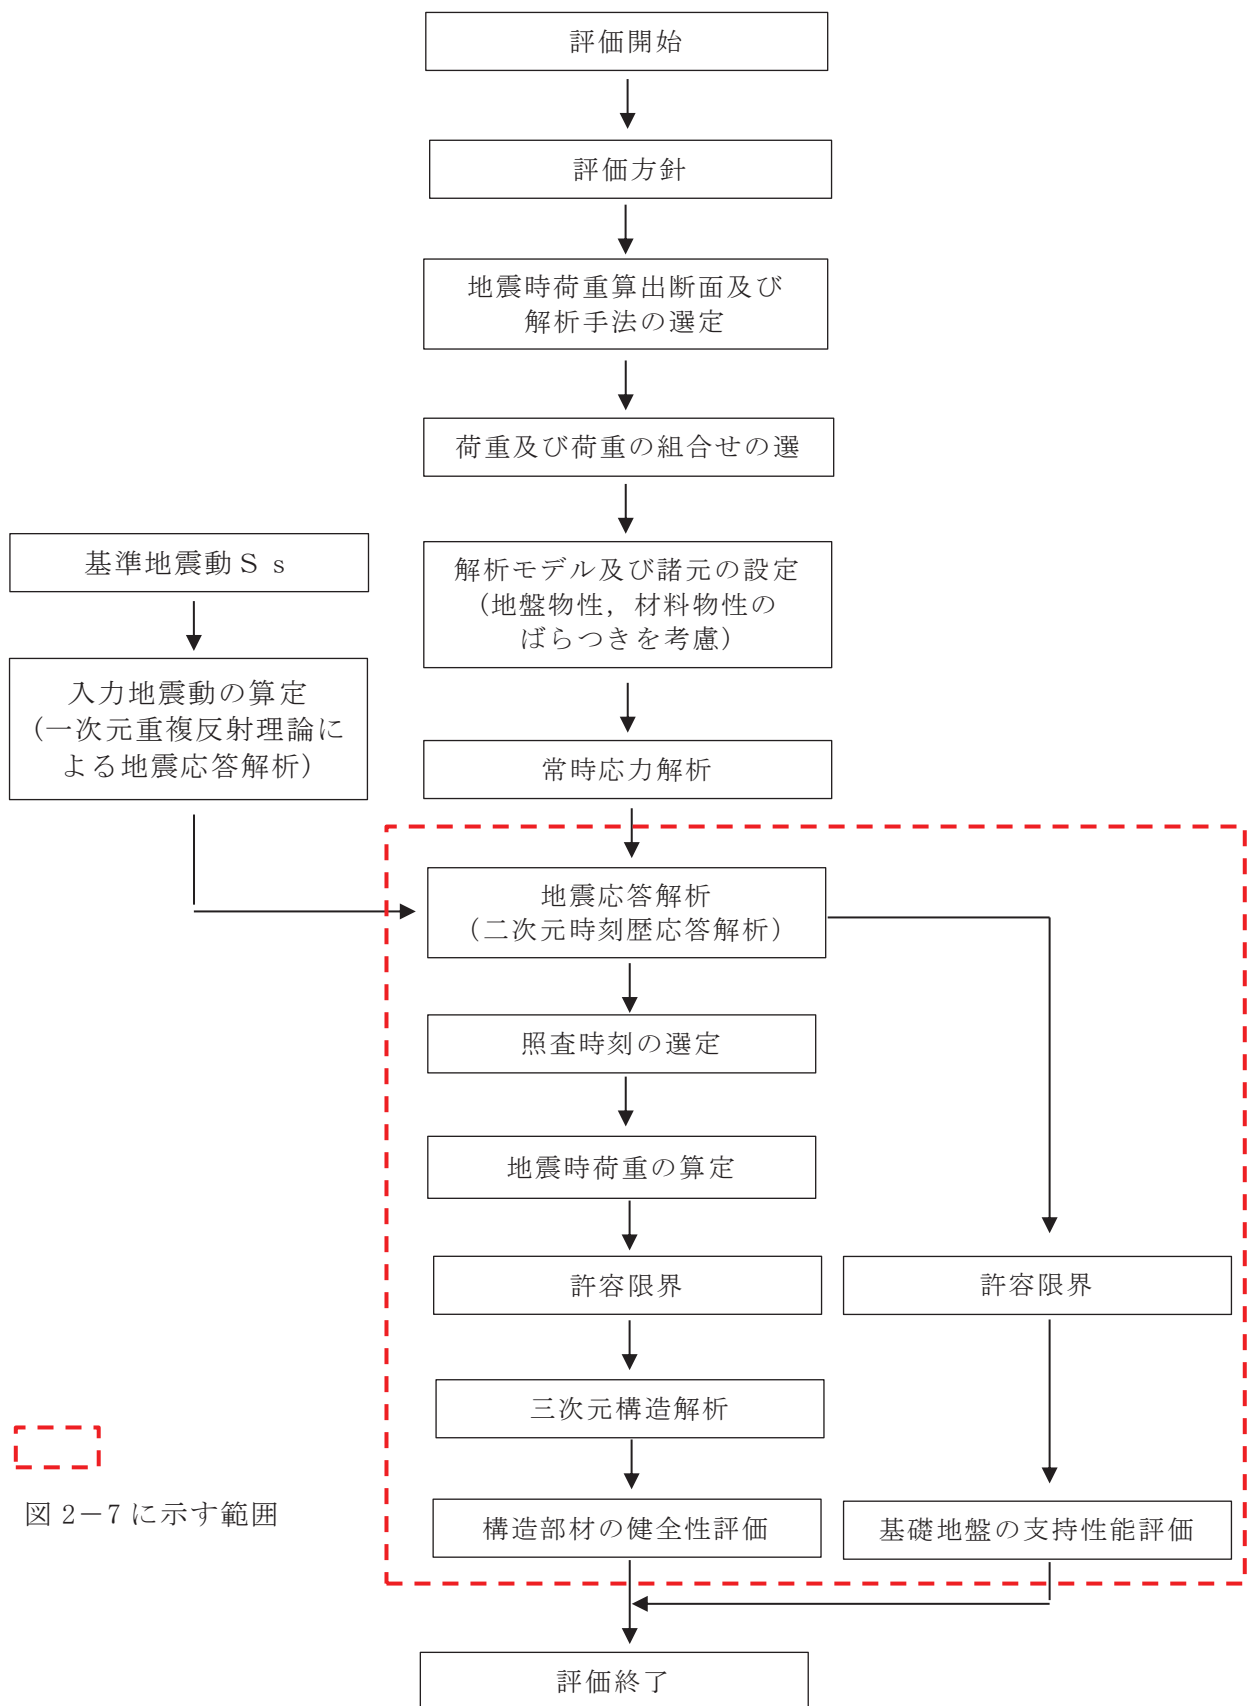 評価開始
評価方針
地震時荷重算出断面及び
解析手法の選定
荷重及び荷重の組合せの選
基準地震動Ｓｓ
解析モデル及び諸元の設定
（地盤物性，材料物性の
ばらつきを考慮）
入力地震動の算定
（一次元重複反射理論に
よる地震応答解析）
常時応力解析
地震応答解析
（二次元時刻歴応答解析）
照査時刻の選定
地震時荷重の算定
許容限界
許容限界
三次元構造解析
図 2－7 に示す範囲
構造部材の健全性評価
基礎地盤の支持性能評価
評価終了